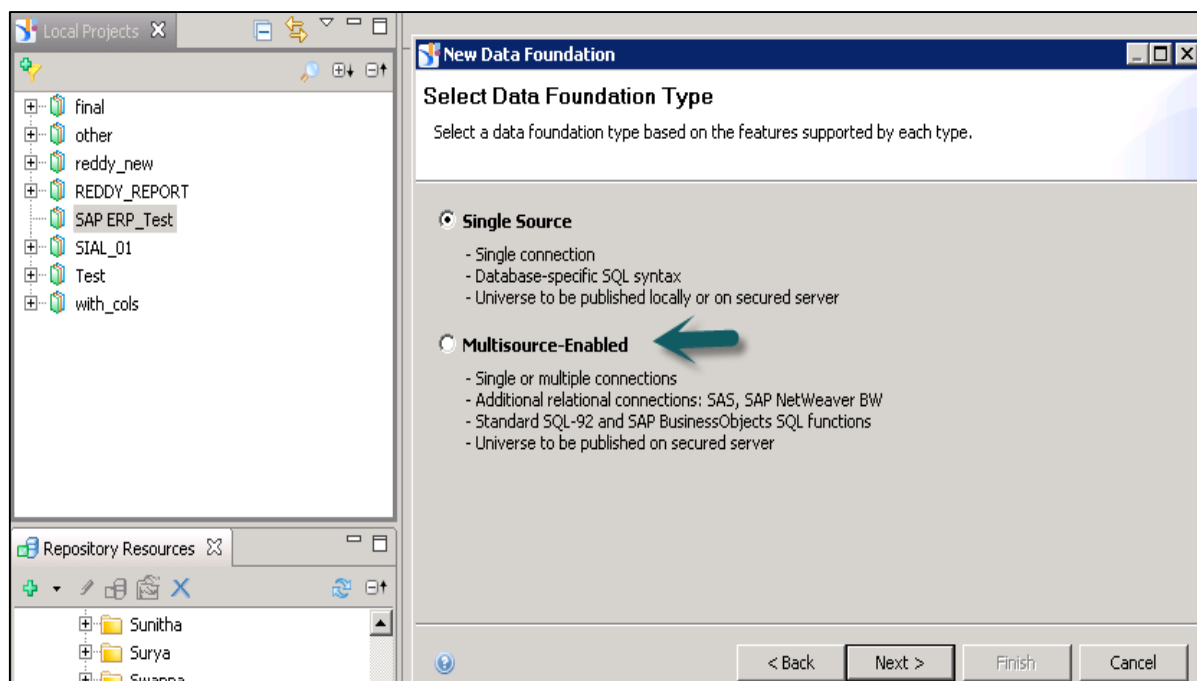 Local Projects
final
other
reddy_new
REDDY_REPORT
SAP ERP_Test
SIAL_01
Test
with_cols
Repository Resources
Sunitha
Surya
Swapna
New Data Foundation
Select Data Foundation Type
Select a data foundation type based on the features supported by each type.
Single Source
- Single connection
- Database-specific SQL syntax
- Universe to be published locally or on secured server
Multisource-Enabled
- Single or multiple connections
- Additional relational connections: SAS, SAP NetWeaver BW
- Standard SQL-92 and SAP BusinessObjects SQL functions
- Universe to be published on secured server
< Back
Next >
Finish
Cancel